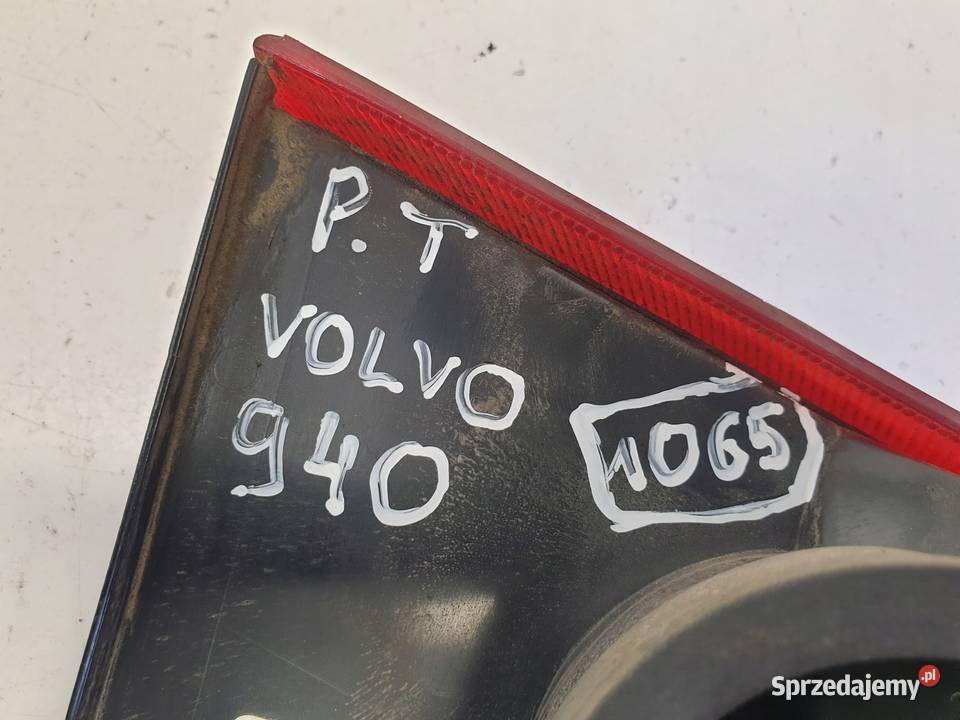 P. T
VOLVO
940
1065
Sprzedajemy.pl